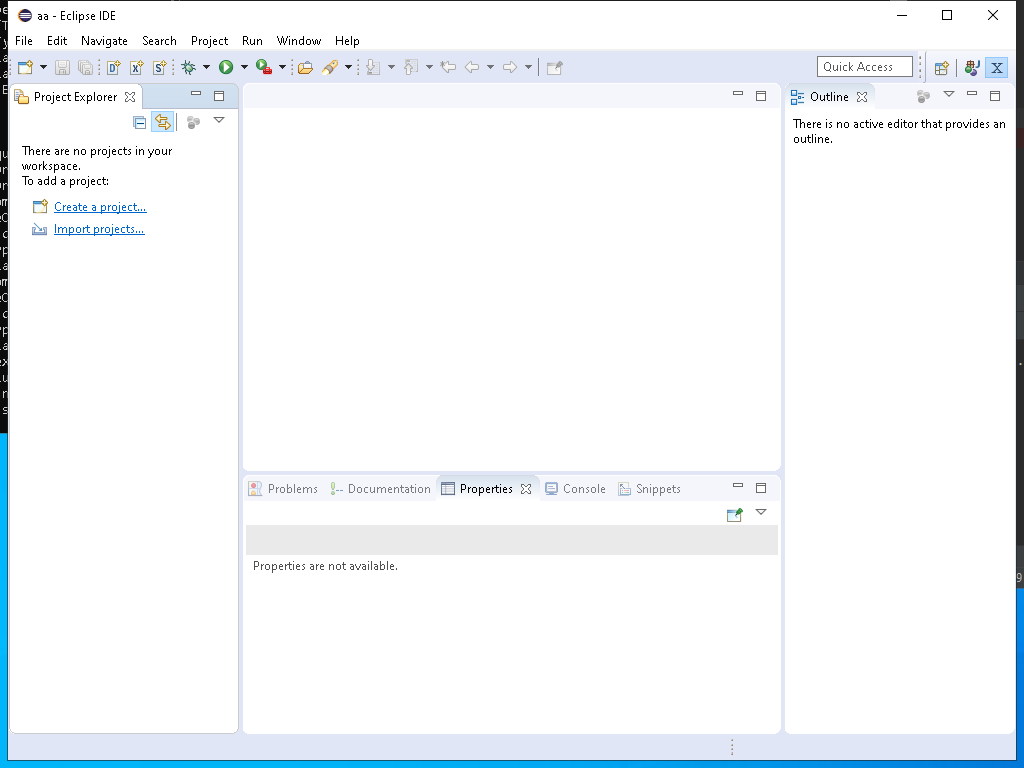 aa - Eclipse IDE
File Edit Navigate Search Project Run Window Help
Quick Access
Project Explorer
Outline
There are no projects in your
workspace.
To add a project:
Create a project...
Import projects...
There is no active editor that provides an
outline.
Problems Documentation Properties Console Snippets
Properties are not available.